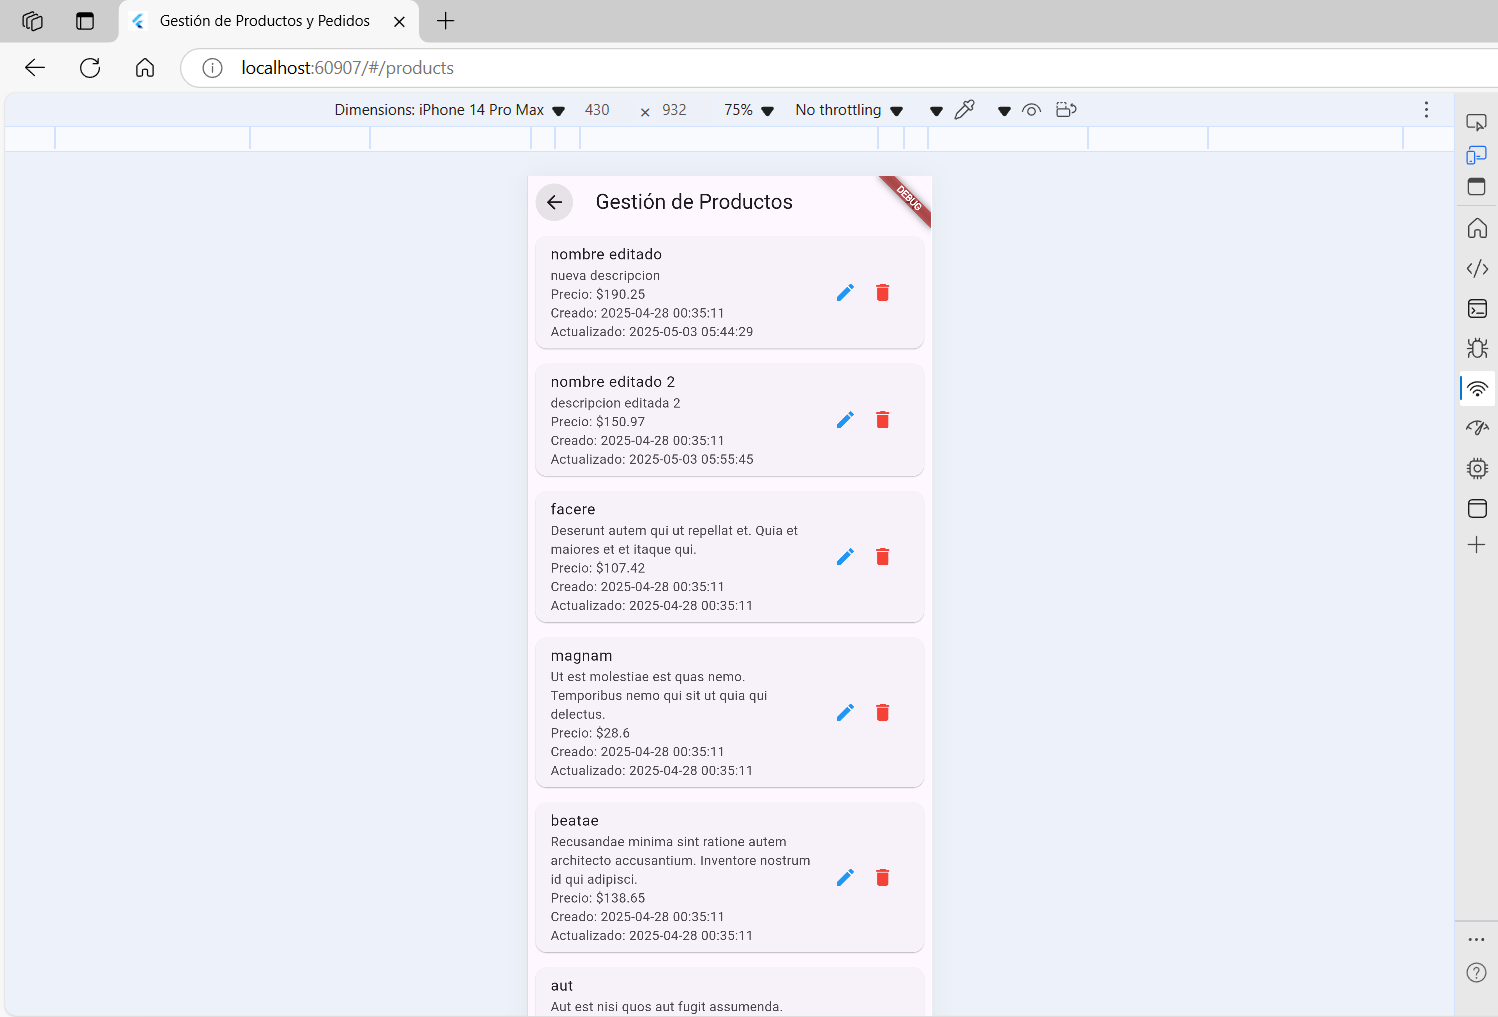 Gestión de Productos y Pedidos
localhost:60907/#/products
Dimensions: iPhone 14 Pro Max 430 × 932 75% No throttling
Gestión de Productos
DEBUG
nombre editado
nueva descripcion
Precio: $190.25
Creado: 2025-04-28 00:35:11
Actualizado: 2025-05-03 05:44:29
nombre editado 2
descripcion editada 2
Precio: $150.97
Creado: 2025-04-28 00:35:11
Actualizado: 2025-05-03 05:55:45
facere
Deserunt autem qui ut repellat et. Quia et
maiores et et itaque qui.
Precio: $107.42
Creado: 2025-04-28 00:35:11
Actualizado: 2025-04-28 00:35:11
magnam
Ut est molestiae est quas nemo.
Temporibus nemo qui sit ut quia qui
delectus.
Precio: $28.6
Creado: 2025-04-28 00:35:11
Actualizado: 2025-04-28 00:35:11
beatae
Recusandae minima sint ratione autem
architecto accusantium. Inventore nostrum
id qui adipisci.
Precio: $138.65
Creado: 2025-04-28 00:35:11
Actualizado: 2025-04-28 00:35:11
aut
Aut est nisi quos aut fugit assumenda.